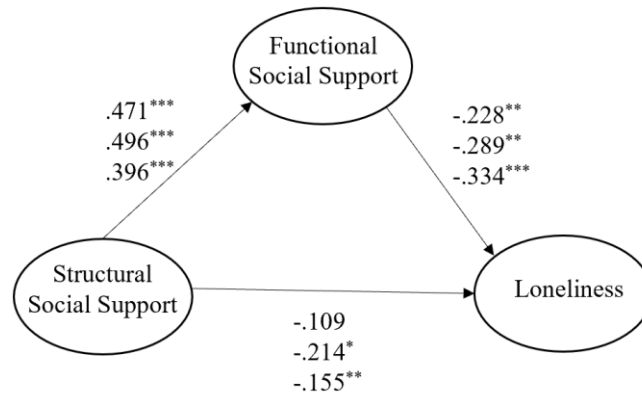 Functional
Social Support
.471***
.496***
.396***
-.228**
-.289**
-.334***
Structural
Social Support
Loneliness
-.109
-.214*
-.155**